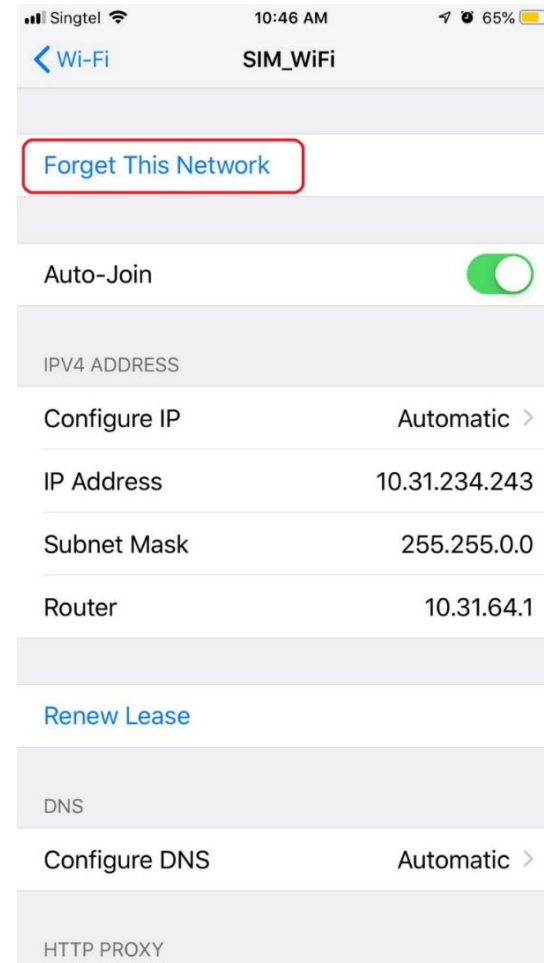 Singtel 10:46 AM 65%
Wi-Fi SIM_WiFi
Forget This Network
Auto-Join
IPV4 ADDRESS
Configure IP Automatic
IP Address 10.31.234.243
Subnet Mask 255.255.0.0
Router 10.31.64.1
Renew Lease
DNS
Configure DNS Automatic
HTTP PROXY